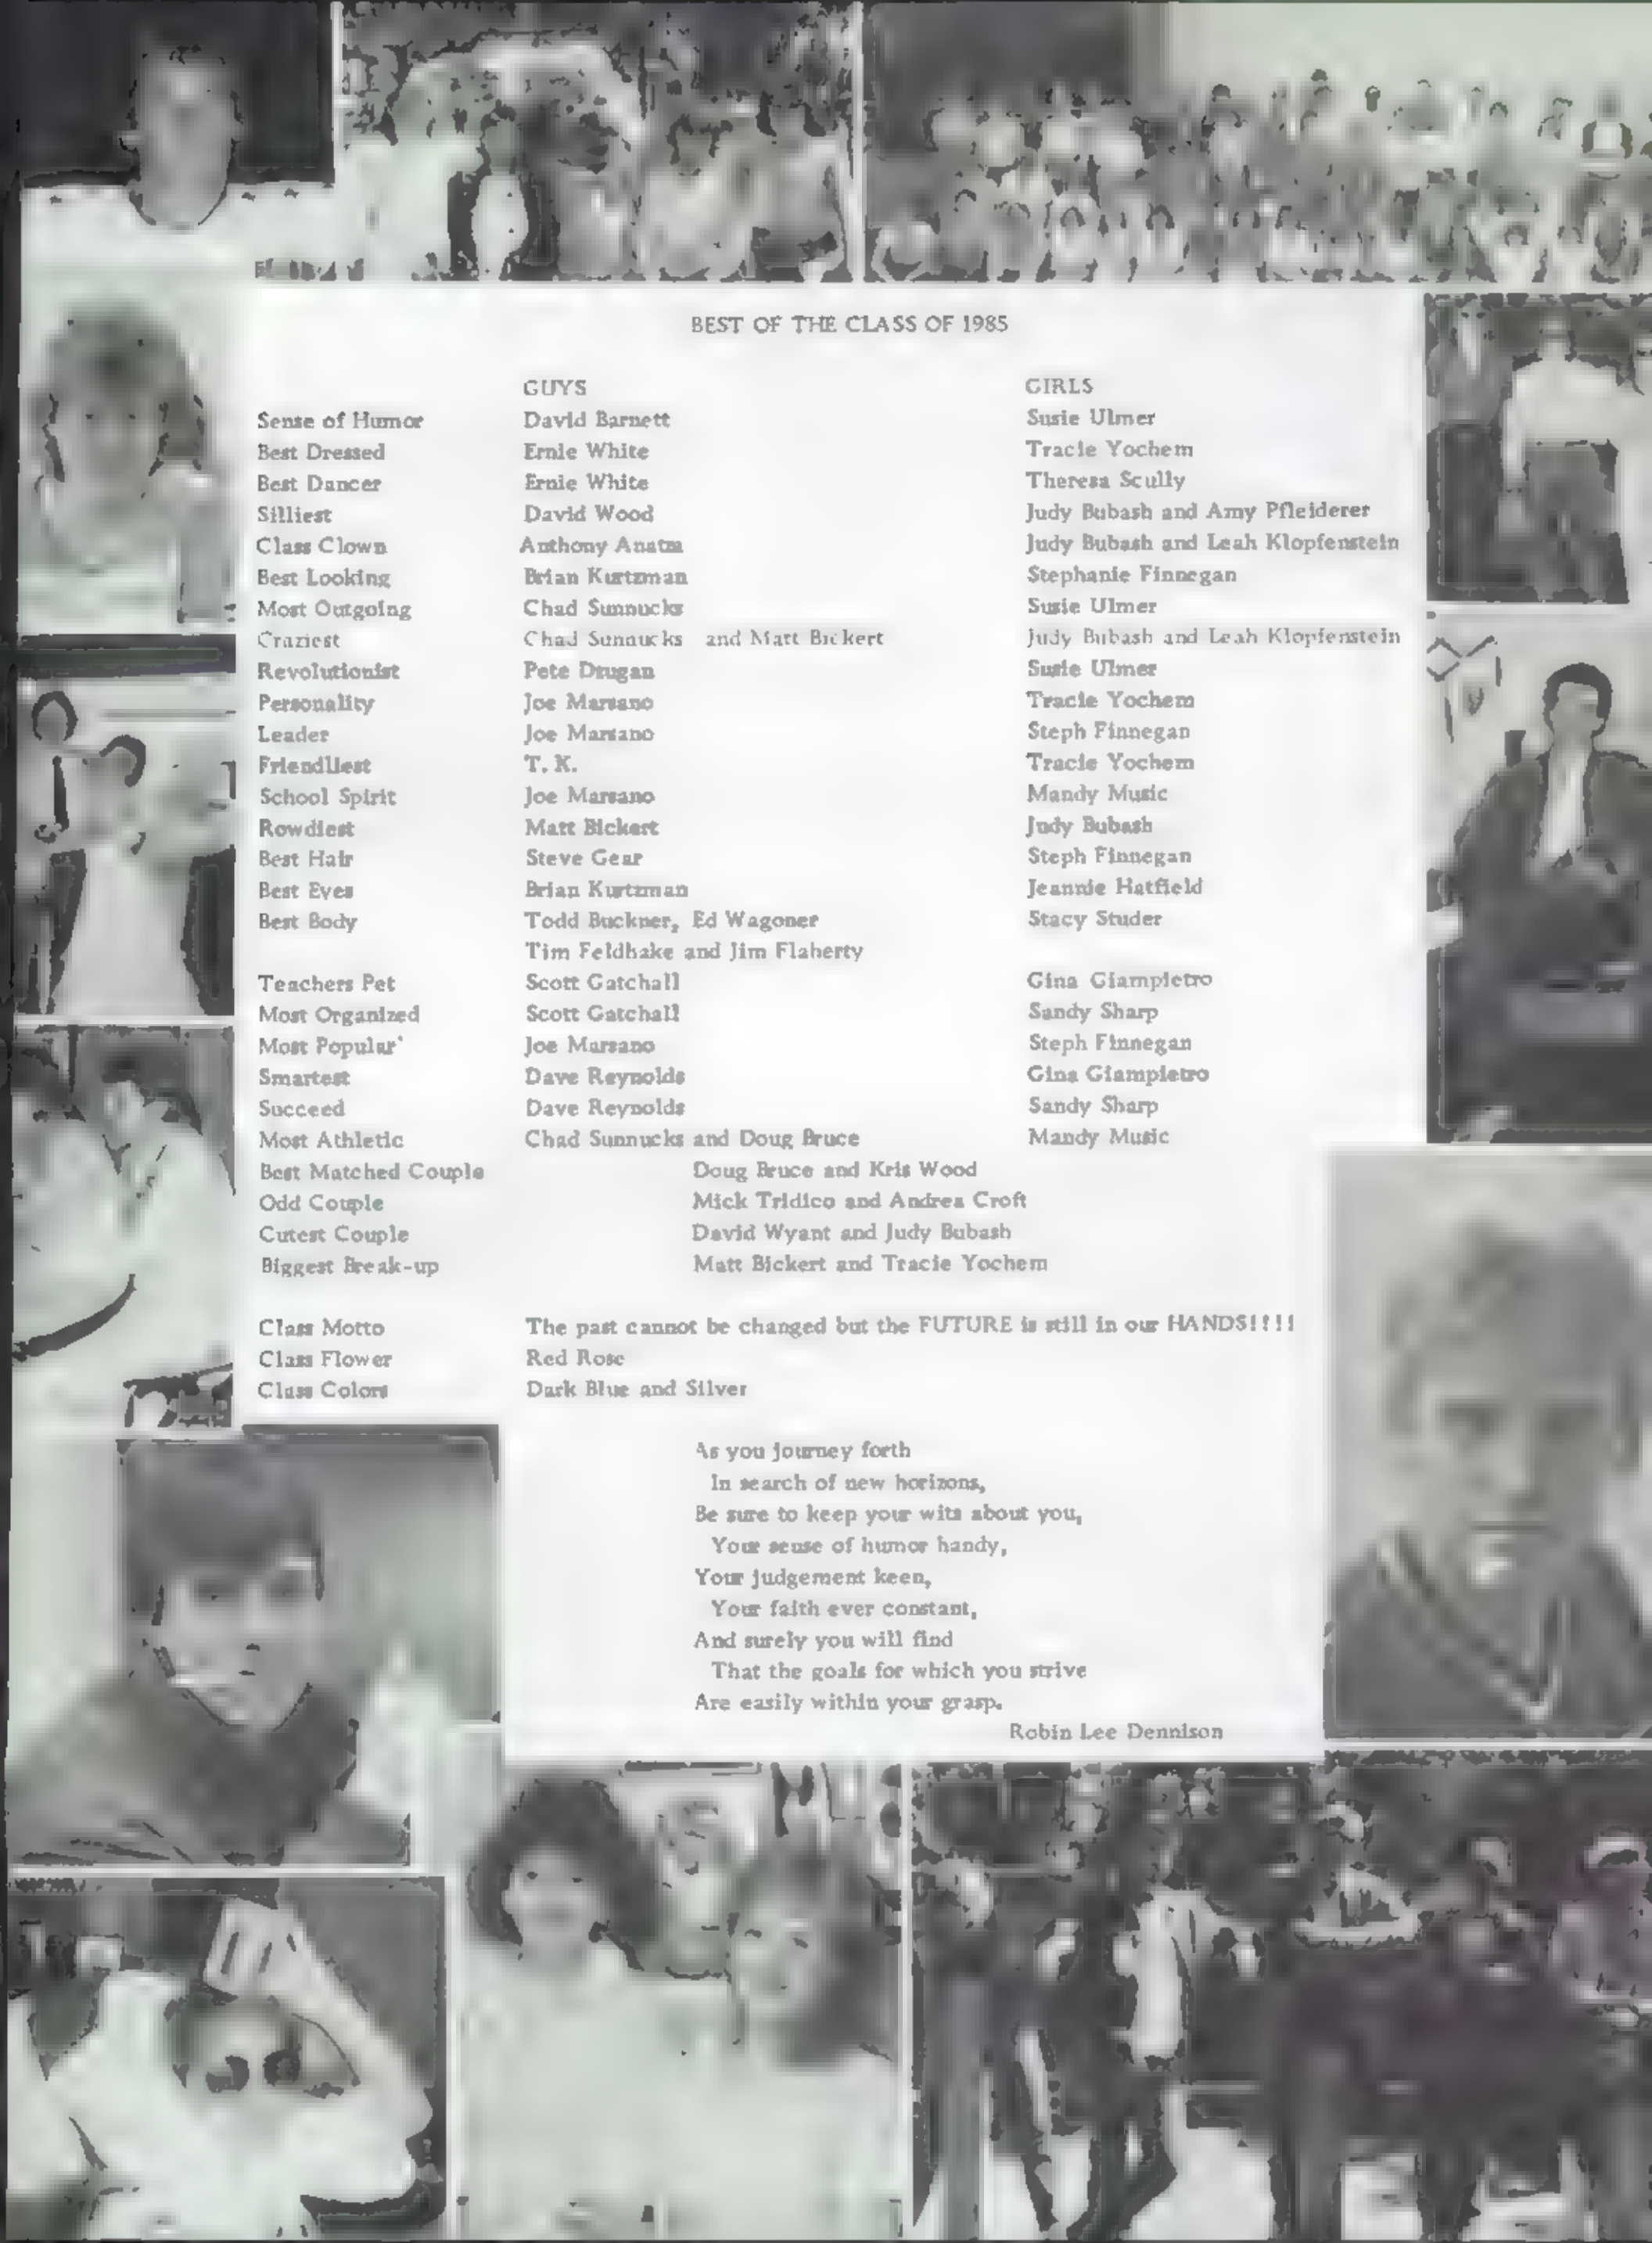 BEST OF THE CLASS OF 1985
GUYS GIRLS
Sense of Humor David Barnett Susie Ulmer
Best Dressed Ernie White Tracie Yochem
Best Dancer Ernie White Theresa Scully
Silliest David Wood Judy Bubash and Amy Pfleiderer
Class Clown Anthony Anatra Judy Bubash and Leah Klopfenstein
Best Looking Brian Kurtzman Stephanie Finnegan
Most Outgoing Chad Sunnucks Susie Ulmer
Craziest Chad Sunnucks and Matt Bickert Judy Bubash and Leah Klopfenstein
Revolutionist Pete Drugan Susie Ulmer
Personality Joe Marsano Tracie Yochem
Leader Joe Marsano Steph Finnegan
Friendliest T. K. Tracie Yochem
School Spirit Joe Marsano Mandy Music
Rowdiest Matt Bickert Judy Bubash
Best Hair Steve Gear Steph Finnegan
Best Eyes Brian Kurtzman Jeannie Hatfield
Best Body Todd Buckner, Ed Wagoner Stacy Studer
Tim Feldhake and Jim Flaherty
Teachers Pet Scott Gatchall Gina Giampietro
Most Organized Scott Gatchall Sandy Sharp
Most Popular' Joe Marsano Steph Finnegan
Smartest Dave Reynolds Gina Giampietro
Succeed Dave Reynolds Sandy Sharp
Most Athletic Chad Sunnucks and Doug Bruce Mandy Music
Best Matched Couple Doug Bruce and Kris Wood
Odd Couple Mick Tridico and Andrea Croft
Cutest Couple David Wyant and Judy Bubash
Biggest Break-up Matt Bickert and Tracie Yochem
Class Motto The past cannot be changed but the FUTURE is still in our HANDS!!!!
Class Flower Red Rose
Class Colors Dark Blue and Silver
As you journey forth
In search of new horizons,
Be sure to keep your wits about you,
Your sense of humor handy,
Your judgement keen,
Your faith ever constant,
And surely you will find
That the goals for which you strive
Are easily within your grasp.
Robin Lee Dennison